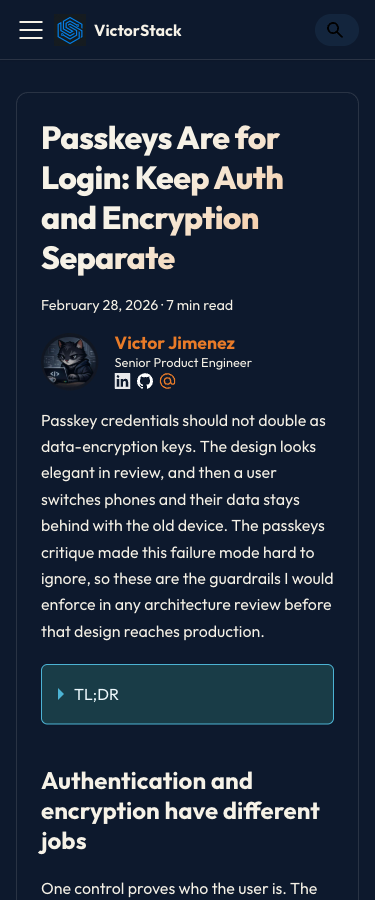 VictorStack
Passkeys Are for
Login: Keep Auth
and Encryption
Separate
February 28, 2026 · 7 min read
Victor Jimenez
Senior Product Engineer
Passkey credentials should not double as
data-encryption keys. The design looks
elegant in review, and then a user
switches phones and their data stays
behind with the old device. The passkeys
critique made this failure mode hard to
ignore, so these are the guardrails I would
enforce in any architecture review before
that design reaches production.
TL;DR
Authentication and
encryption have different
jobs
One control proves who the user is. The